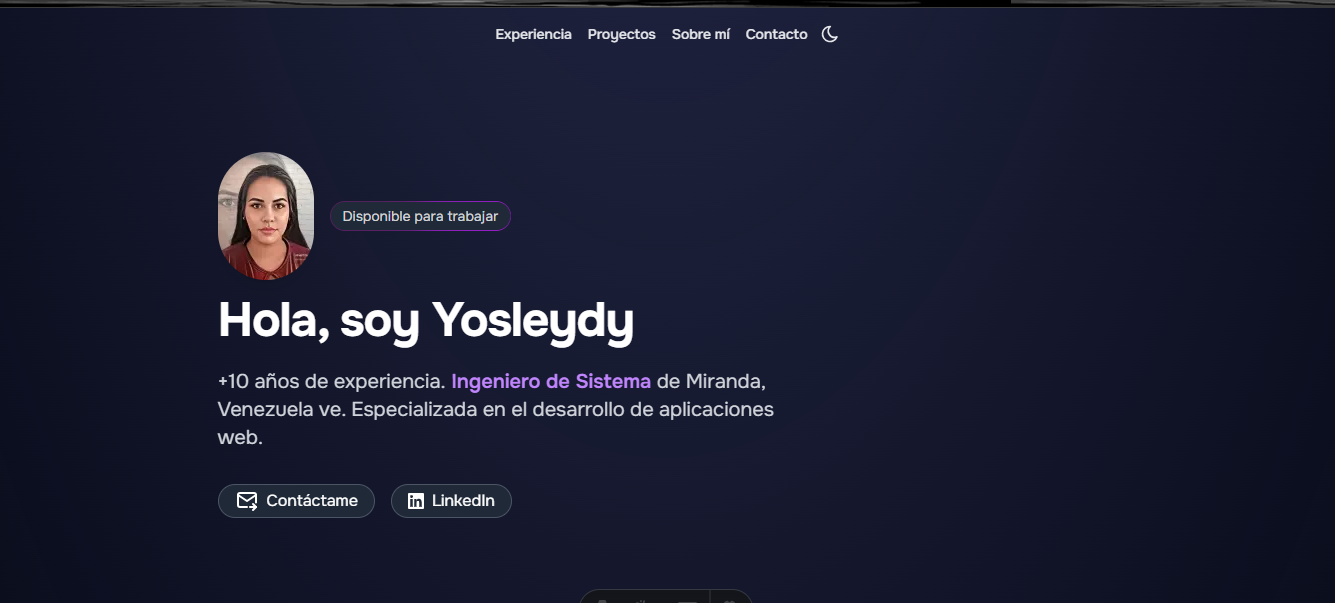 Experiencia Proyectos Sobre mí Contacto
Disponible para trabajar
Hola, soy Yosleydy
+10 años de experiencia. Ingeniero de Sistema de Miranda,
Venezuela ve. Especializada en el desarrollo de aplicaciones
web.
Contáctame LinkedIn